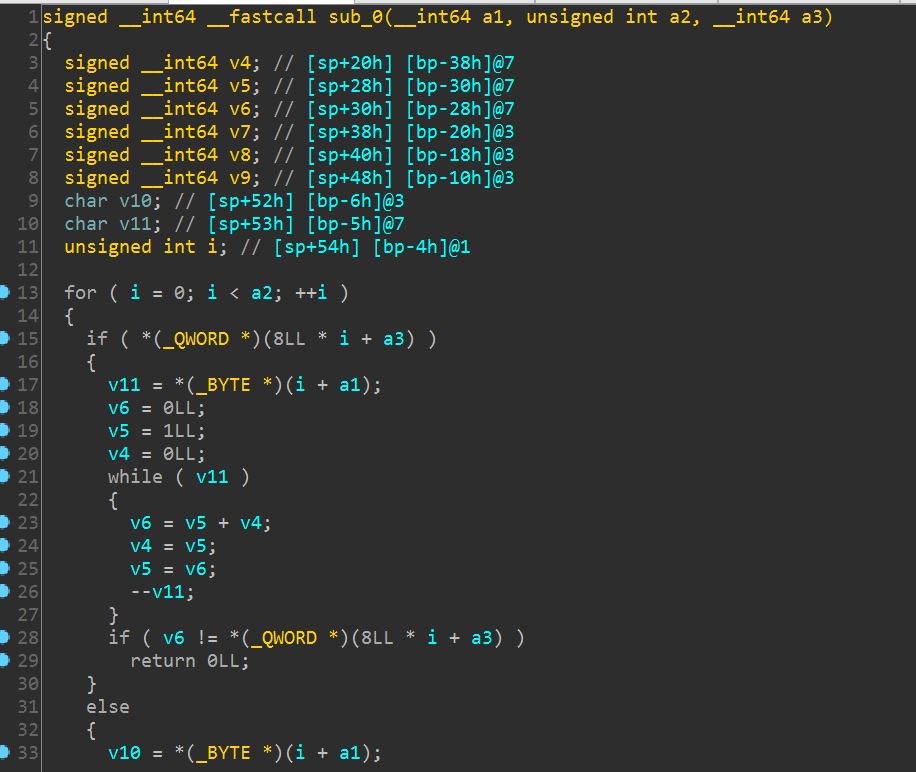 1 signed __int64 __fastcall sub_0(__int64 a1, unsigned int a2, __int64 a3)
2 {
3   signed __int64 v4; // [sp+20h] [bp-38h]@7
4   signed __int64 v5; // [sp+28h] [bp-30h]@7
5   signed __int64 v6; // [sp+30h] [bp-28h]@7
6   signed __int64 v7; // [sp+38h] [bp-20h]@3
7   signed __int64 v8; // [sp+40h] [bp-18h]@3
8   signed __int64 v9; // [sp+48h] [bp-10h]@3
9   char v10; // [sp+52h] [bp-6h]@3
10   char v11; // [sp+53h] [bp-5h]@7
11   unsigned int i; // [sp+54h] [bp-4h]@1
12
13   for ( i = 0; i < a2; ++i )
14   {
15     if ( *(_QWORD *)(8LL * i + a3) )
16     {
17       v11 = *(_BYTE *)(i + a1);
18       v6 = 0LL;
19       v5 = 1LL;
20       v4 = 0LL;
21       while ( v11 )
22       {
23         v6 = v5 + v4;
24         v4 = v5;
25         v5 = v6;
26         --v11;
27       }
28       if ( v6 != *(_QWORD *)(8LL * i + a3) )
29         return 0LL;
30     }
31     else
32     {
33       v10 = *(_BYTE *)(i + a1);